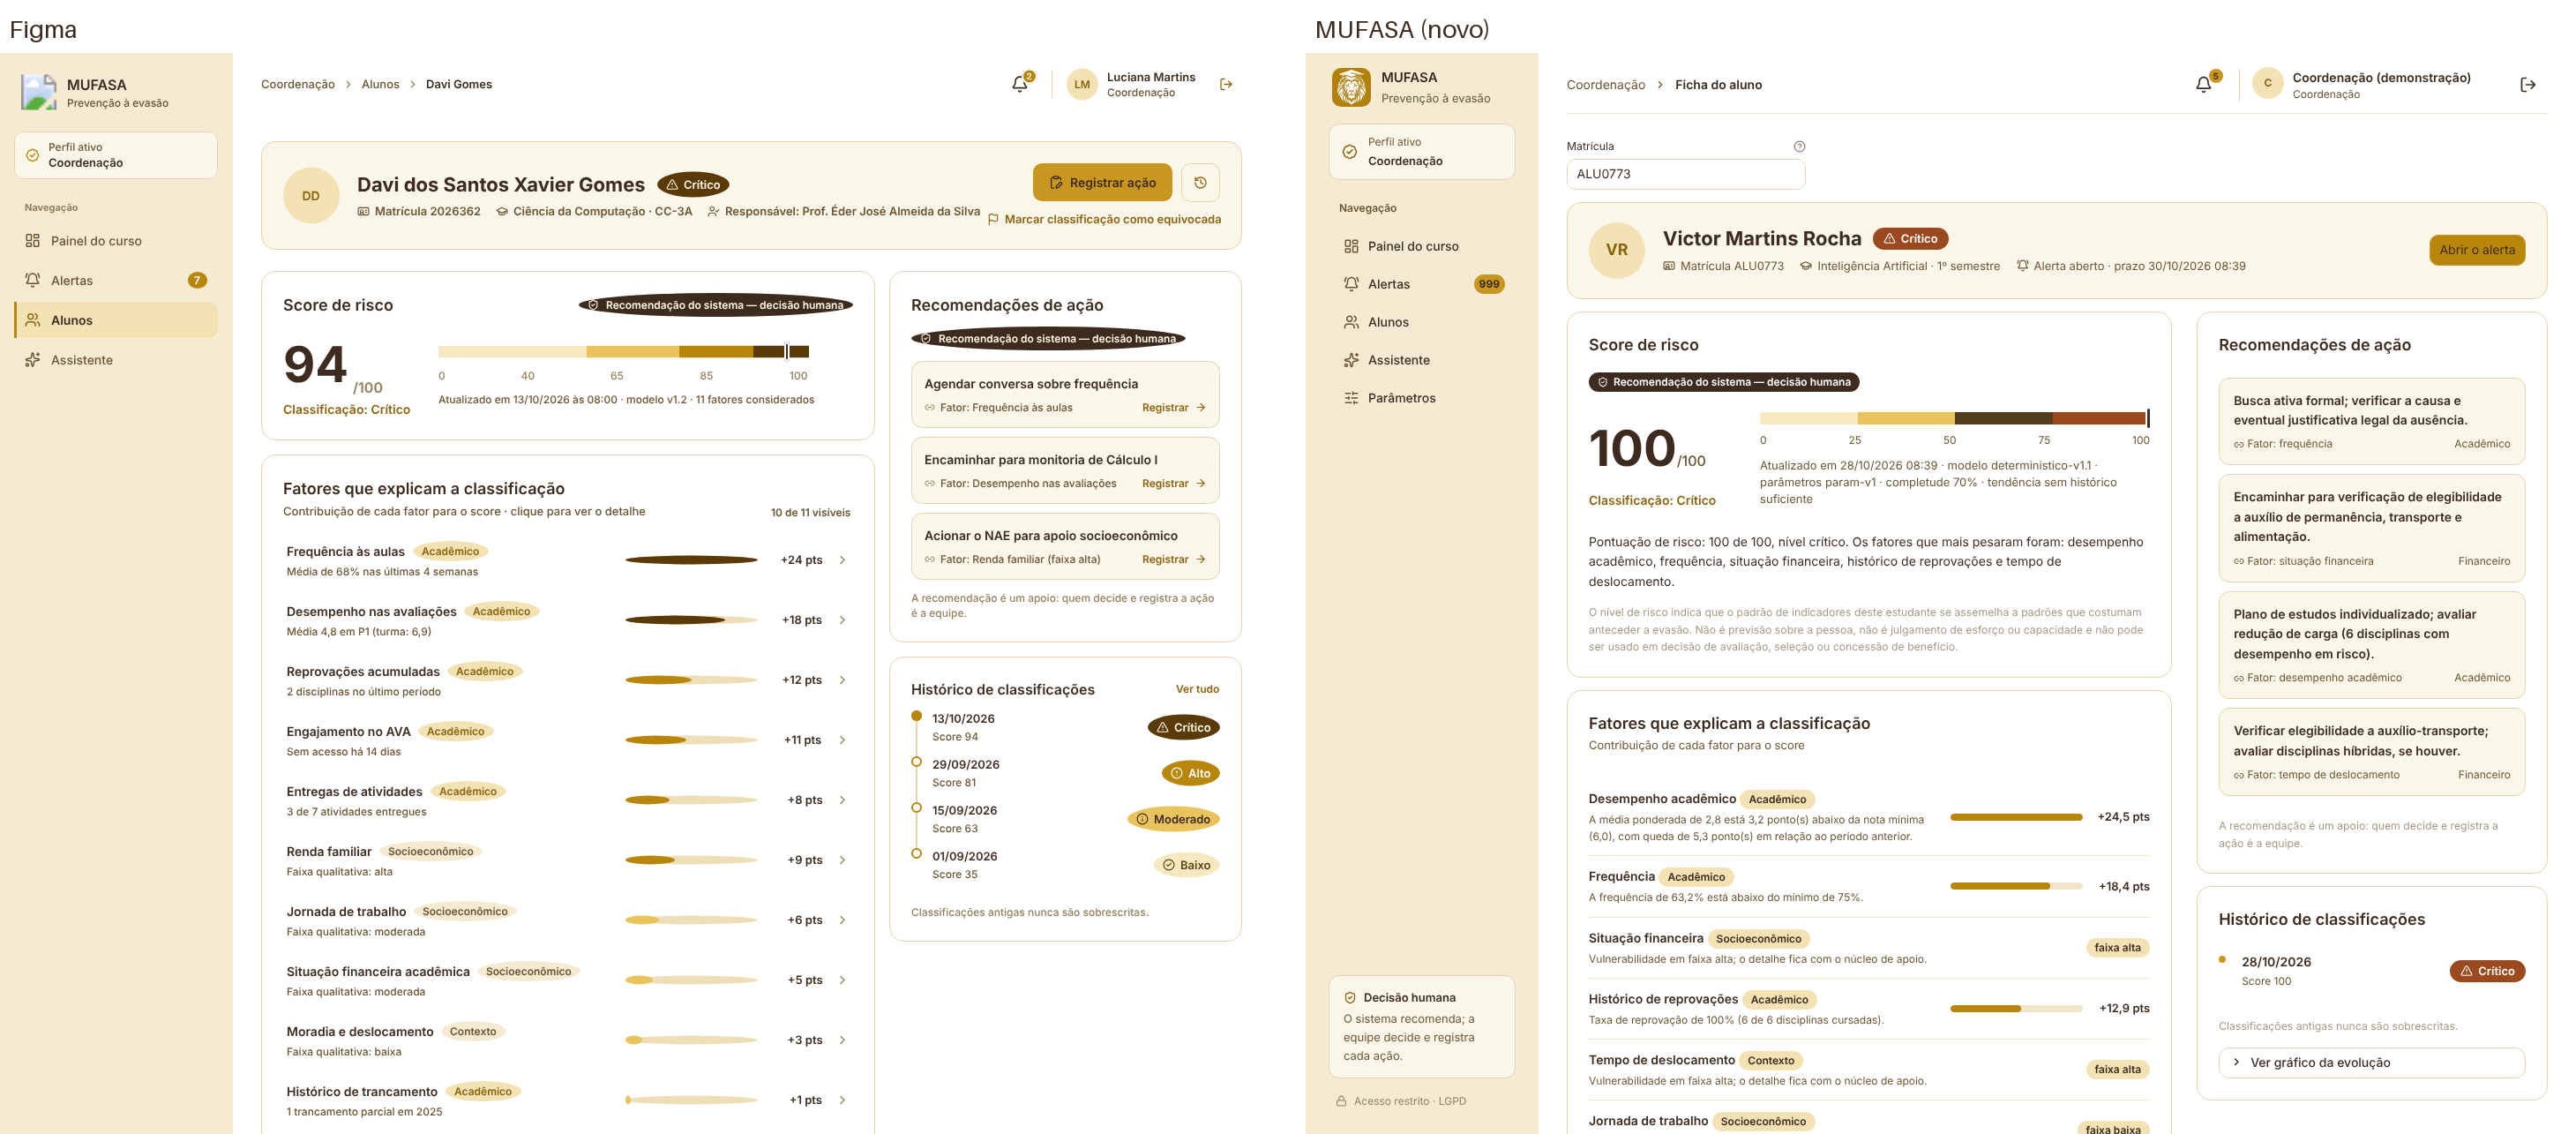 Figma
MUFASA
Prevenção à evasão
Perfil ativo
Coordenação
Navegação
Painel do curso
Alertas 7
Alunos
Assistente
Coordenação > Alunos > Davi Gomes
2
LM
Luciana Martins
Coordenação
DD
Davi dos Santos Xavier Gomes Crítico
Matrícula 2026362 Ciência da Computação · CC-3A Responsável: Prof. Éder José Almeida da Silva
Registrar ação
Marcar classificação como equivocada
Score de risco
Recomendação do sistema — decisão humana
94 /100
Classificação: Crítico
0 40 65 85 100
Atualizado em 13/10/2026 às 08:00 · modelo v1.2 · 11 fatores considerados
Fatores que explicam a classificação
Contribuição de cada fator para o score · clique para ver o detalhe
10 de 11 visíveis
Frequência às aulas Acadêmico
Média de 68% nas últimas 4 semanas
+24 pts
Desempenho nas avaliações Acadêmico
Média 4,8 em P1 (turma: 6,9)
+18 pts
Reprovações acumuladas Acadêmico
2 disciplinas no último período
+12 pts
Engajamento no AVA Acadêmico
Sem acesso há 14 dias
+11 pts
Entregas de atividades Acadêmico
3 de 7 atividades entregues
+8 pts
Renda familiar Socioeconômico
Faixa qualitativa: alta
+9 pts
Jornada de trabalho Socioeconômico
Faixa qualitativa: moderada
+6 pts
Situação financeira acadêmica Socioeconômico
Faixa qualitativa: moderada
+5 pts
Moradia e deslocamento Contexto
Faixa qualitativa: baixa
+3 pts
Histórico de trancamento Acadêmico
1 trancamento parcial em 2025
+1 pts
Recomendações de ação
Recomendação do sistema — decisão humana
Agendar conversa sobre frequência
Fator: Frequência às aulas Registrar
Encaminhar para monitoria de Cálculo I
Fator: Desempenho nas avaliações Registrar
Acionar o NAE para apoio socioeconômico
Fator: Renda familiar (faixa alta) Registrar
A recomendação é um apoio: quem decide e registra a ação
é a equipe.
Histórico de classificações
Ver tudo
13/10/2026
Score 94
Crítico
29/09/2026
Score 81
Alto
15/09/2026
Score 63
Moderado
01/09/2026
Score 35
Baixo
Classificações antigas nunca são sobrescritas.
MUFASA (novo)
MUFASA
Prevenção à evasão
Perfil ativo
Coordenação
Navegação
Painel do curso
Alertas 999
Alunos
Assistente
Parâmetros
Decisão humana
O sistema recomenda; a
equipe decide e registra
cada ação.
Acesso restrito · LGPD
Coordenação > Ficha do aluno
5
C
Coordenação (demonstração)
Coordenação
Matrícula
ALU0773
VR
Victor Martins Rocha Crítico
Matrícula ALU0773 Inteligência Artificial · 1º semestre Alerta aberto · prazo 30/10/2026 08:39
Abrir o alerta
Score de risco
Recomendação do sistema — decisão humana
100/100
Classificação: Crítico
0 25 50 75 100
Atualizado em 28/10/2026 08:39 · modelo deterministico-v1.1 ·
parâmetros param-v1 · completude 70% · tendência sem histórico
suficiente
Pontuação de risco: 100 de 100, nível crítico. Os fatores que mais pesaram foram: desempenho
acadêmico, frequência, situação financeira, histórico de reprovações e tempo de
deslocamento.
O nível de risco indica que o padrão de indicadores deste estudante se assemelha a padrões que costumam
anteceder a evasão. Não é previsão sobre a pessoa, não é julgamento de esforço ou capacidade e não pode
ser usado em decisão de avaliação, seleção ou concessão de benefício.
Fatores que explicam a classificação
Contribuição de cada fator para o score
Desempenho acadêmico Acadêmico
A média ponderada de 2,8 está 3,2 ponto(s) abaixo da nota mínima
(6,0), com queda de 5,3 ponto(s) em relação ao período anterior.
+24,5 pts
Frequência Acadêmico
A frequência de 63,2% está abaixo do mínimo de 75%.
+18,4 pts
Situação financeira Socioeconômico
Vulnerabilidade em faixa alta; o detalhe fica com o núcleo de apoio.
faixa alta
Histórico de reprovações Acadêmico
Taxa de reprovação de 100% (6 de 6 disciplinas cursadas).
+12,9 pts
Tempo de deslocamento Contexto
Vulnerabilidade em faixa alta; o detalhe fica com o núcleo de apoio.
faixa alta
Jornada de trabalho Socioeconômico
faixa baixa
Recomendações de ação
Busca ativa formal; verificar a causa e
eventual justificativa legal da ausência.
Fator: frequência Acadêmico
Encaminhar para verificação de elegibilidade
a auxílio de permanência, transporte e
alimentação.
Fator: situação financeira Financeiro
Plano de estudos individualizado; avaliar
redução de carga (6 disciplinas com
desempenho em risco).
Fator: desempenho acadêmico Acadêmico
Verificar elegibilidade a auxílio-transporte;
avaliar disciplinas híbridas, se houver.
Fator: tempo de deslocamento Financeiro
A recomendação é um apoio: quem decide e registra a
ação é a equipe.
Histórico de classificações
28/10/2026
Score 100
Crítico
Classificações antigas nunca são sobrescritas.
Ver gráfico da evolução